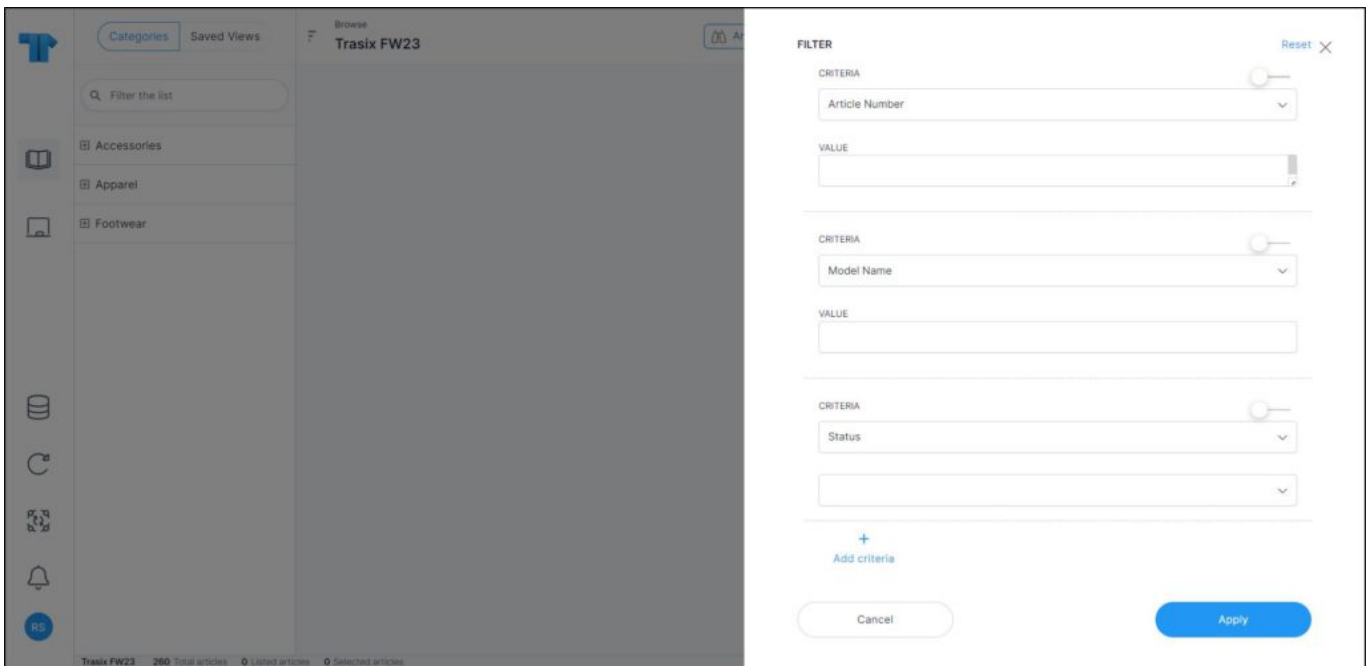 Categories
Saved Views
Browse
Trasix FW23
Filter the list
Accessories
Apparel
Footwear
RS
Trasix FW23 260 Total articles 0 Listed articles 0 Selected articles
FILTER
Reset
CRITERIA
Article Number
VALUE
CRITERIA
Model Name
VALUE
CRITERIA
Status
+
Add criteria
Cancel
Apply